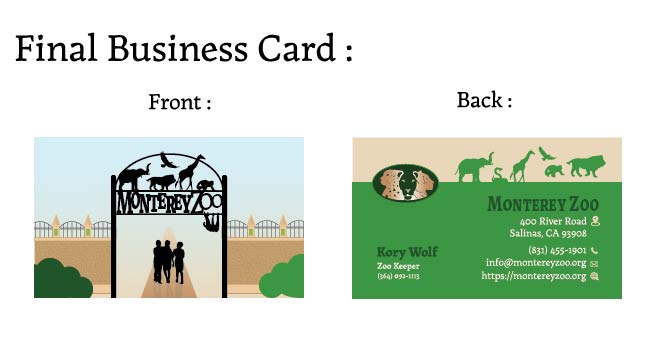 Final Business Card :
Front :
Back :
MONTEREY ZOO
MONTEREY ZOO
400 River Road
Salinas, CA 93908
(831) 455-1901
info@montereyzoo.org
https://montereyzoo.org
Kory Wolf
Zoo Keeper
(364) 092-1113